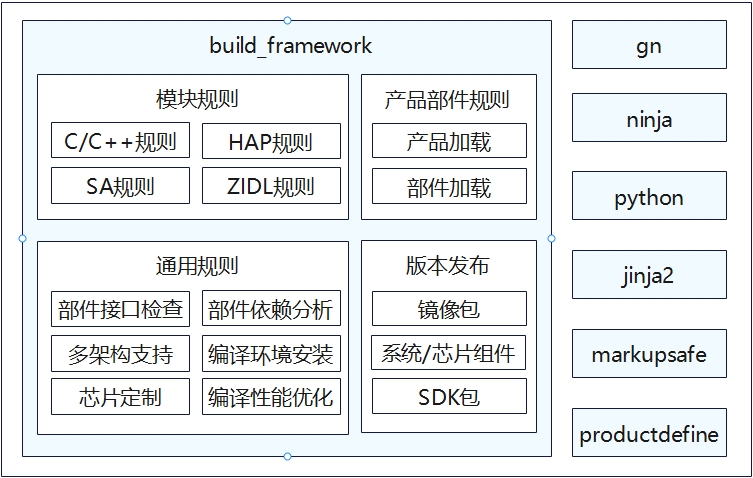 build_framework
模块规则
C/C++规则
HAP规则
SA规则
ZIDL规则
产品部件规则
产品加载
部件加载
通用规则
部件接口检查
部件依赖分析
多架构支持
编译环境安装
芯片定制
编译性能优化
版本发布
镜像包
系统/芯片组件
SDK包
gn
ninja
python
jinja2
markupsafe
productdefine